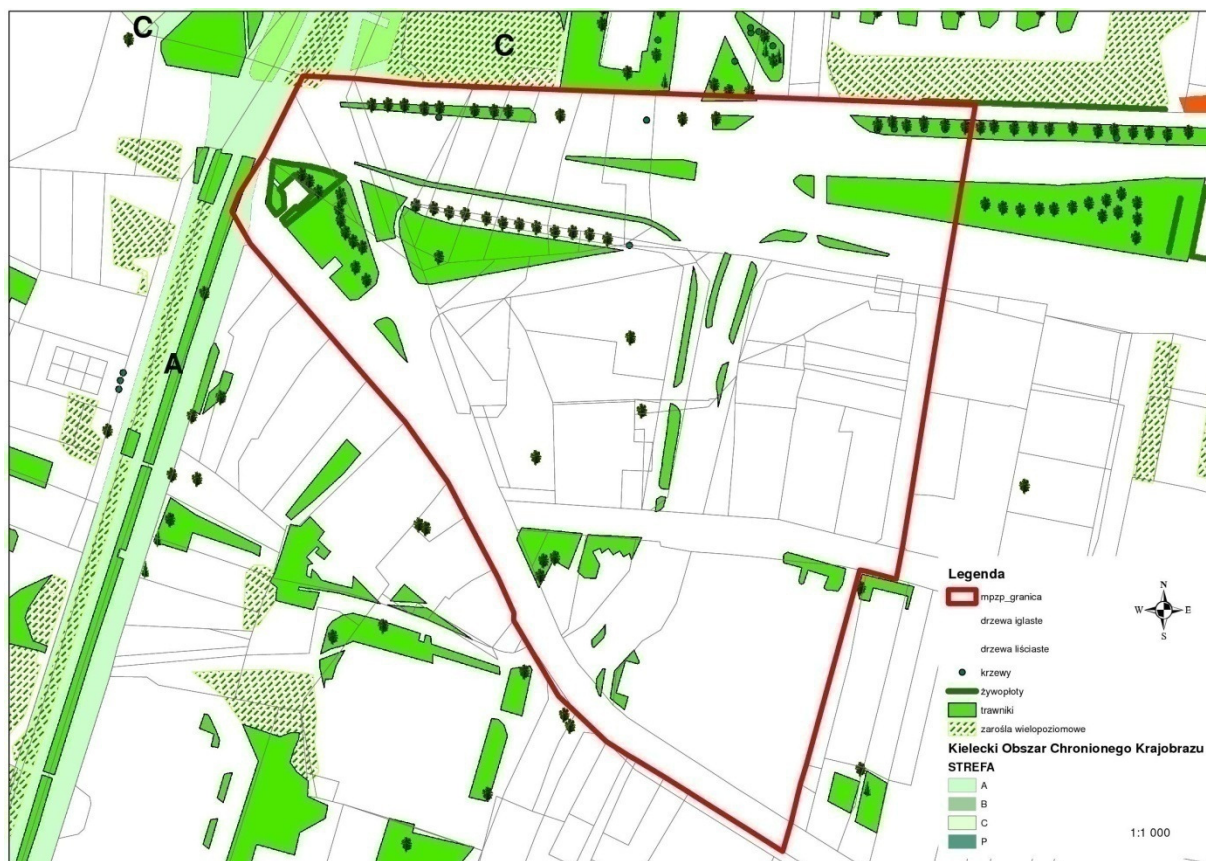 C
C
A
Legenda
mpzp_granica
drzewa iglaste
drzewa liściaste
krzewy
żywopłoty
trawniki
zarośla wielopoziomowe
Kielecki Obszar Chronionego Krajobrazu
STREFA
A
B
C
P
N
W E
S
1:1 000